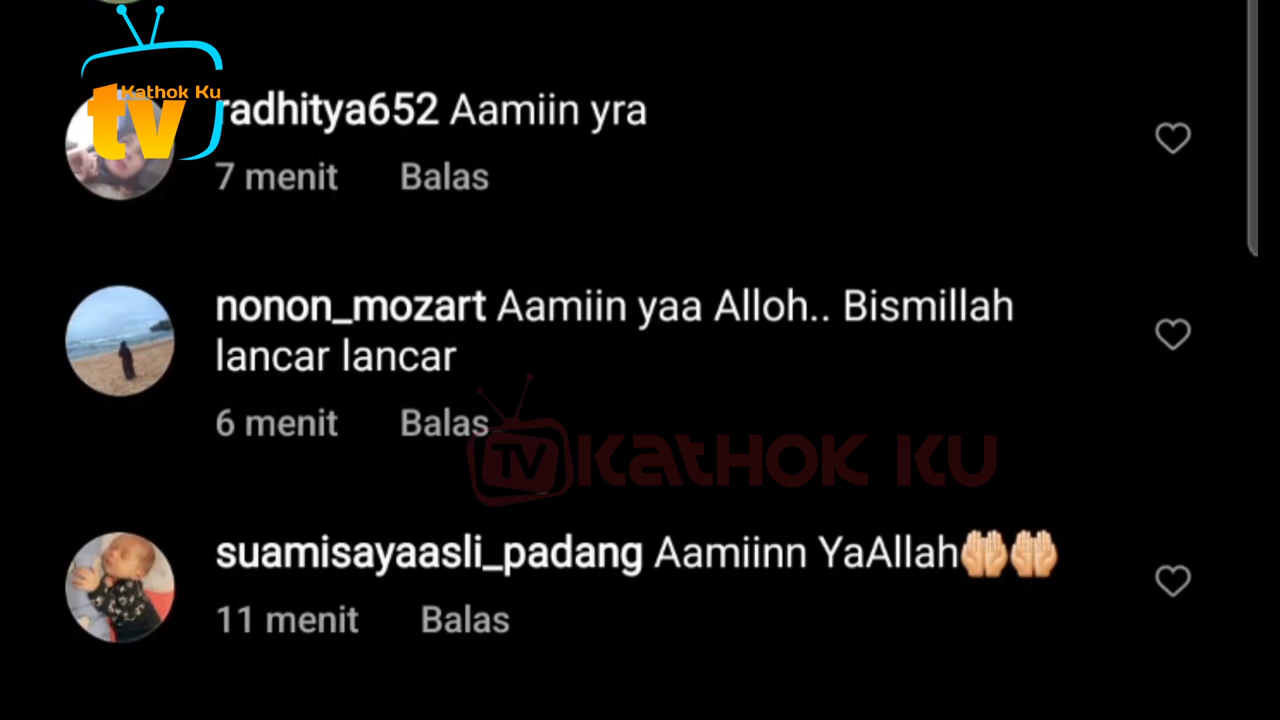 Kathok Ku
tv
radhitya652 Aamiin yra
7 menit Balas
nonon_mozart Aamiin yaa Alloh.. Bismillah
lancar lancar
6 menit Balas
TV KATHOK KU
suamisayaasli_padang Aamiinn YaAllah🤲🏻🤲🏻
11 menit Balas